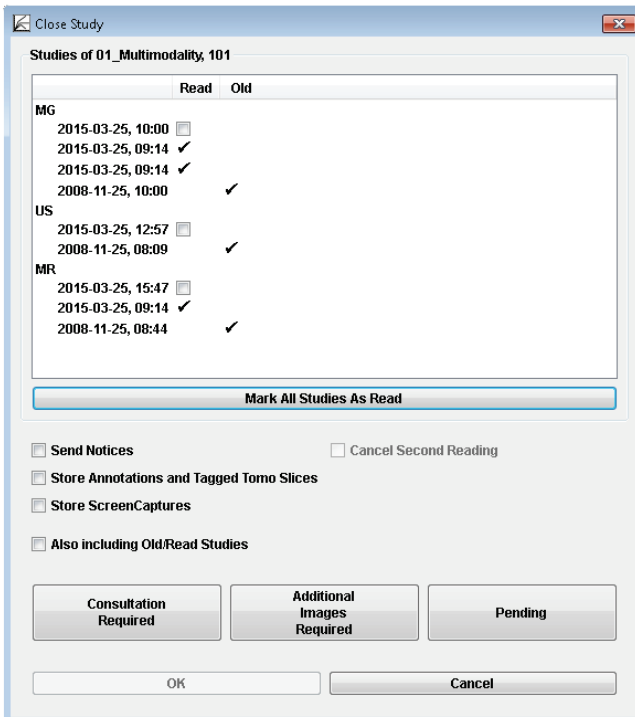 Close Study
Studies of 01_Multimodality, 101
Read Old
MG
2015-03-25, 10:00
2015-03-25, 09:14 ✓
2015-03-25, 09:14 ✓
2008-11-25, 10:00 ✓
US
2015-03-25, 12:57
2008-11-25, 08:09 ✓
MR
2015-03-25, 15:47
2015-03-25, 09:14 ✓
2008-11-25, 08:44 ✓
Mark All Studies As Read
Send Notices Cancel Second Reading
Store Annotations and Tagged Tomo Slices
Store ScreenCaptures
Also including Old/Read Studies
Consultation
Required
Additional
Images
Required
Pending
OK Cancel